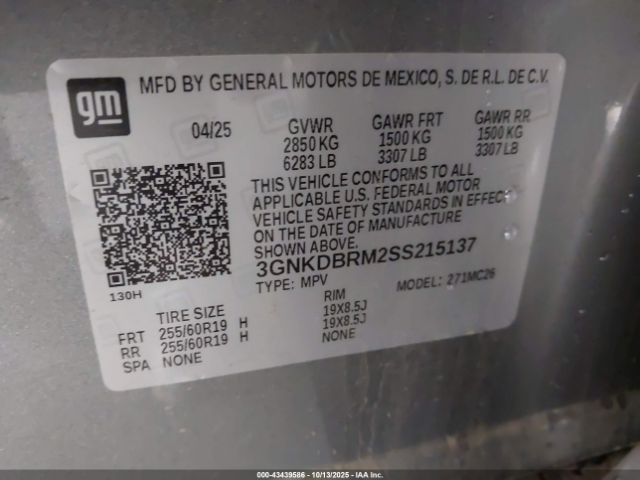 gm
MFD BY GENERAL MOTORS DE MEXICO, S. DE R.L. DE C.V.
04/25 GVWR GAWR FRT GAWR RR
2850 KG 1500 KG 1500 KG
6283 LB 3307 LB 3307 LB
THIS VEHICLE CONFORMS TO ALL
APPLICABLE U.S. FEDERAL MOTOR
VEHICLE SAFETY STANDARDS IN EFFECT
ON THE DATE OF MANUFACTURE
SHOWN ABOVE.
3GNKDBRM2SS215137
TYPE: MPV MODEL: 271MC26
130H
TIRE SIZE RIM
FRT 255/60R19 H 19X8.5J
RR 255/60R19 H 19X8.5J
SPA NONE NONE
000-43439586 - 10/13/2025 - IAAI.com